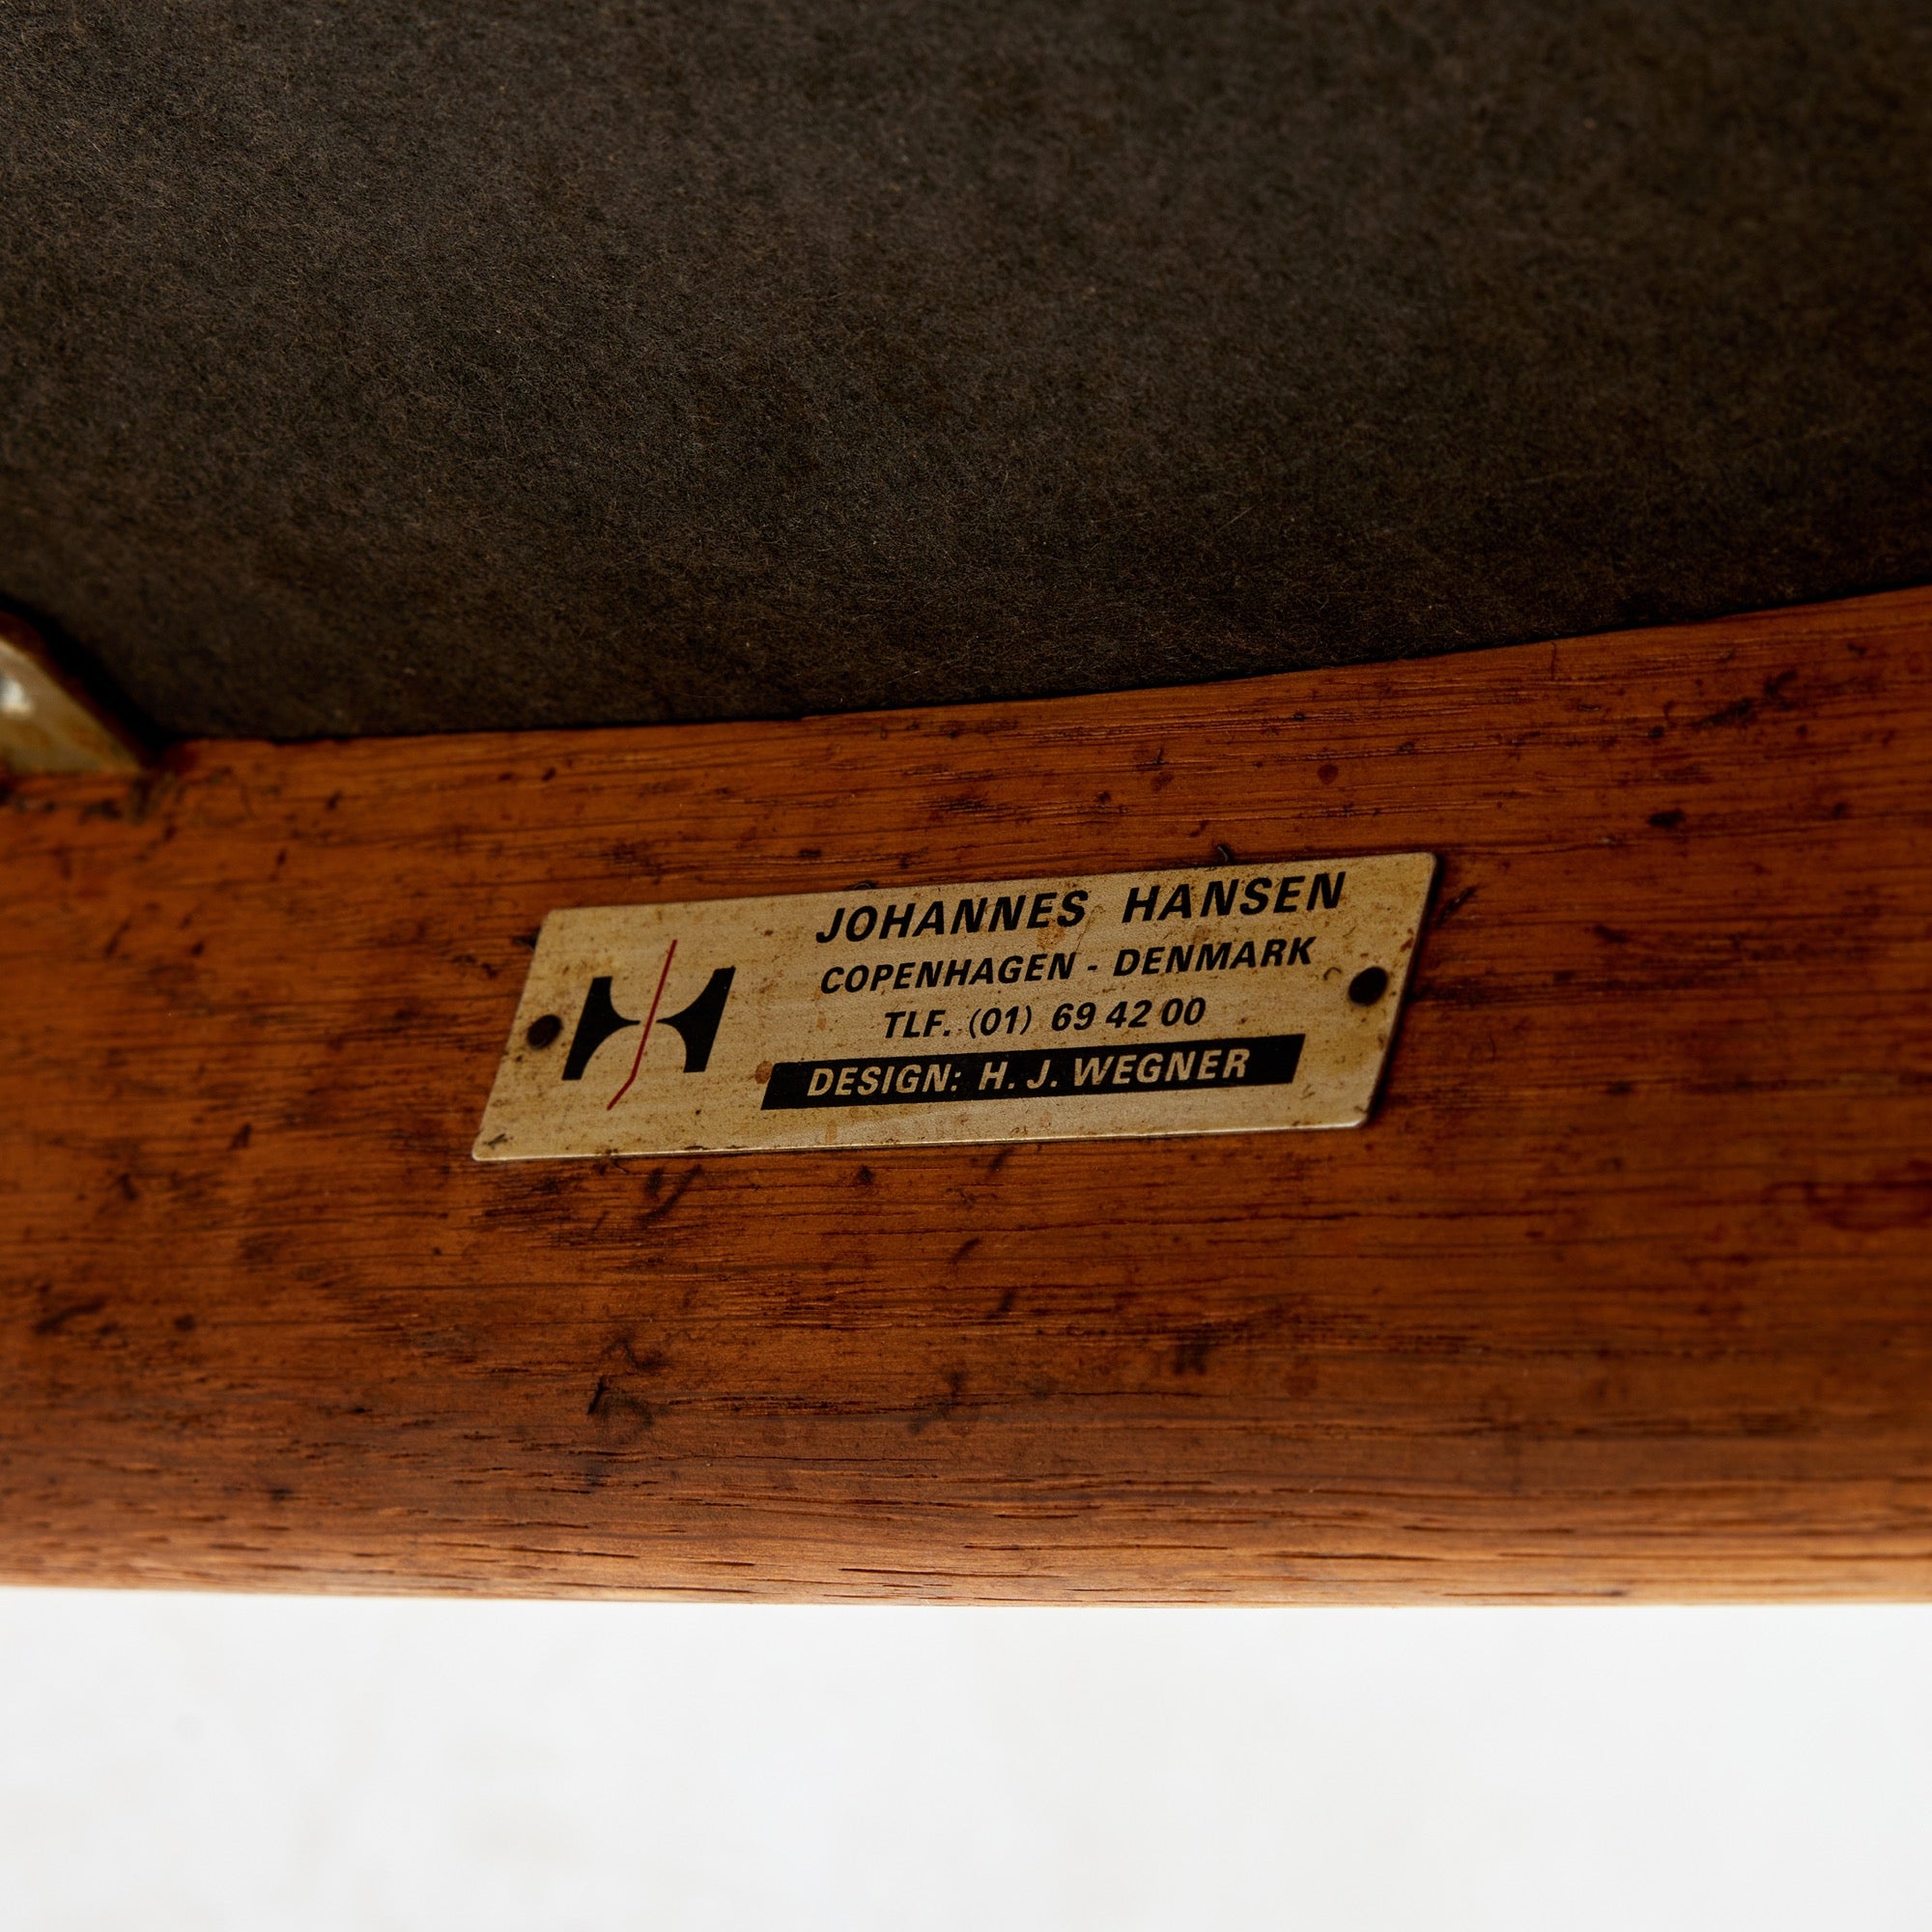 JOHANNES HANSEN
COPENHAGEN - DENMARK
TLF. (01) 69 42 00
DESIGN: H. J. WEGNER